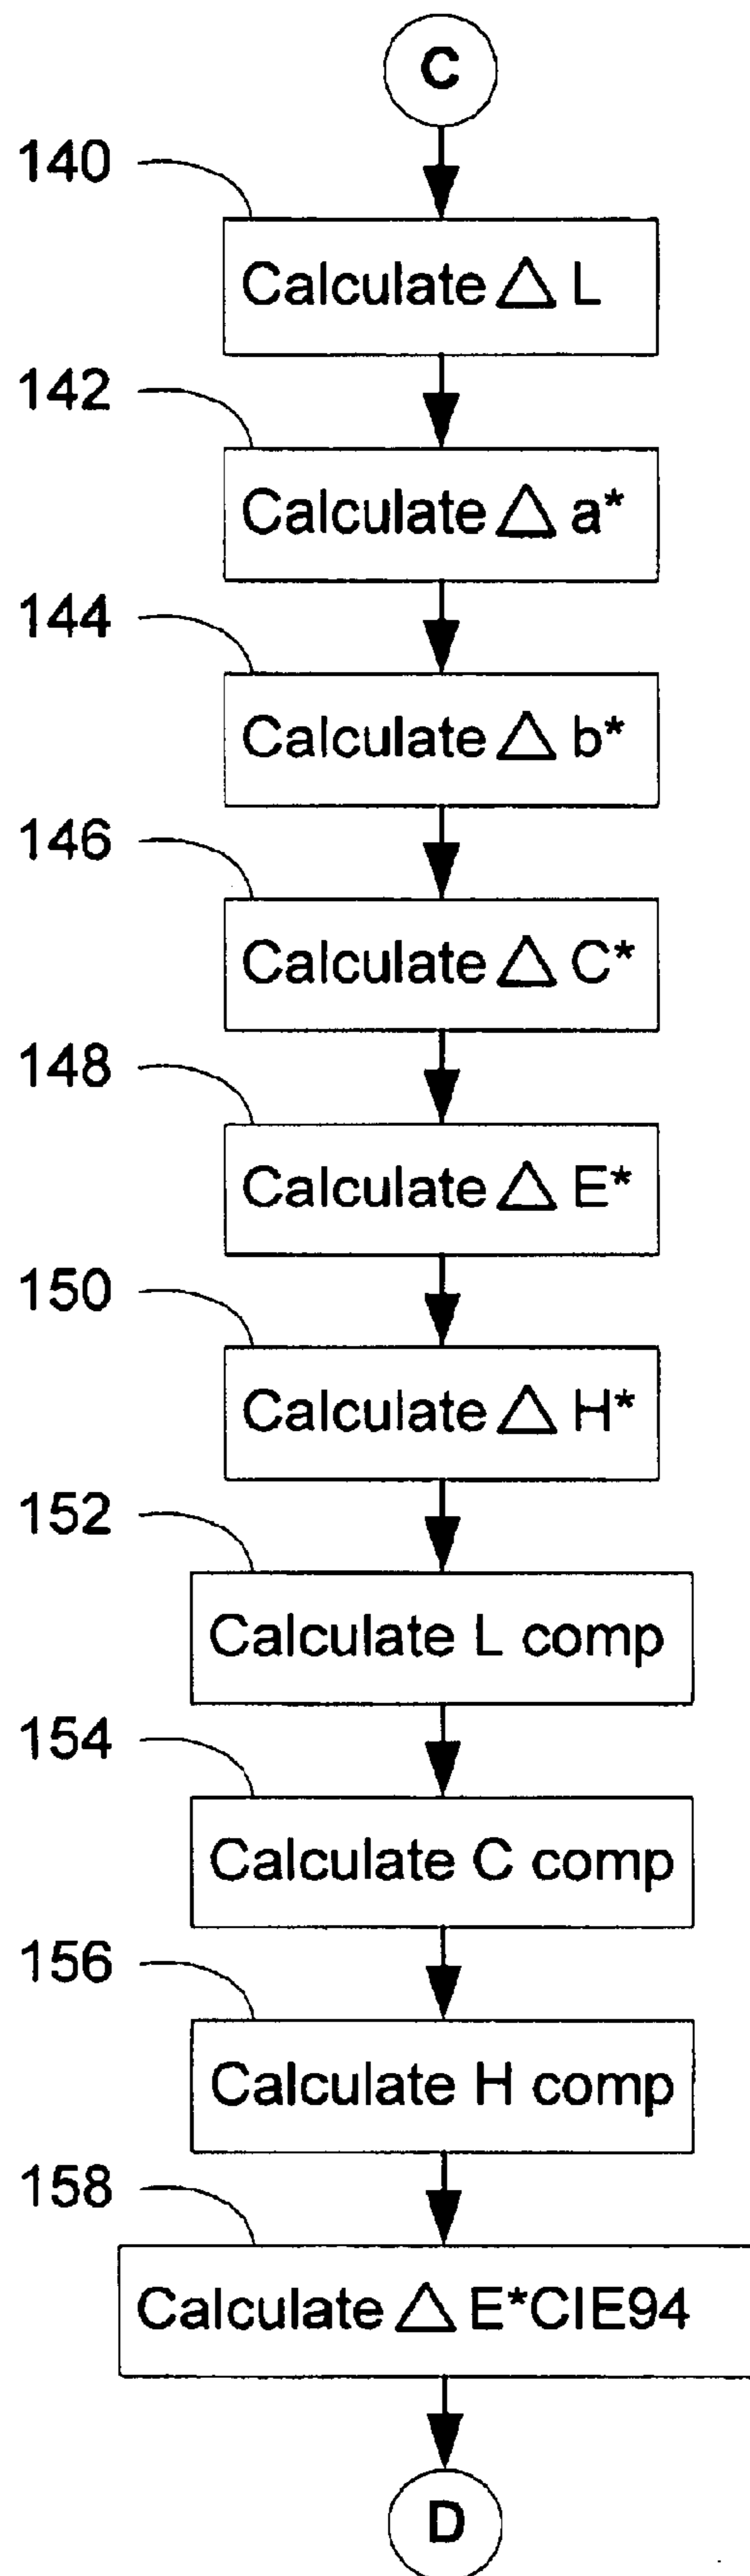 C
140
Calculate △ L
142
Calculate △ a*
144
Calculate △ b*
146
Calculate △ C*
148
Calculate △ E*
150
Calculate △ H*
152
Calculate L comp
154
Calculate C comp
156
Calculate H comp
158
Calculate △ E*CIE94
D